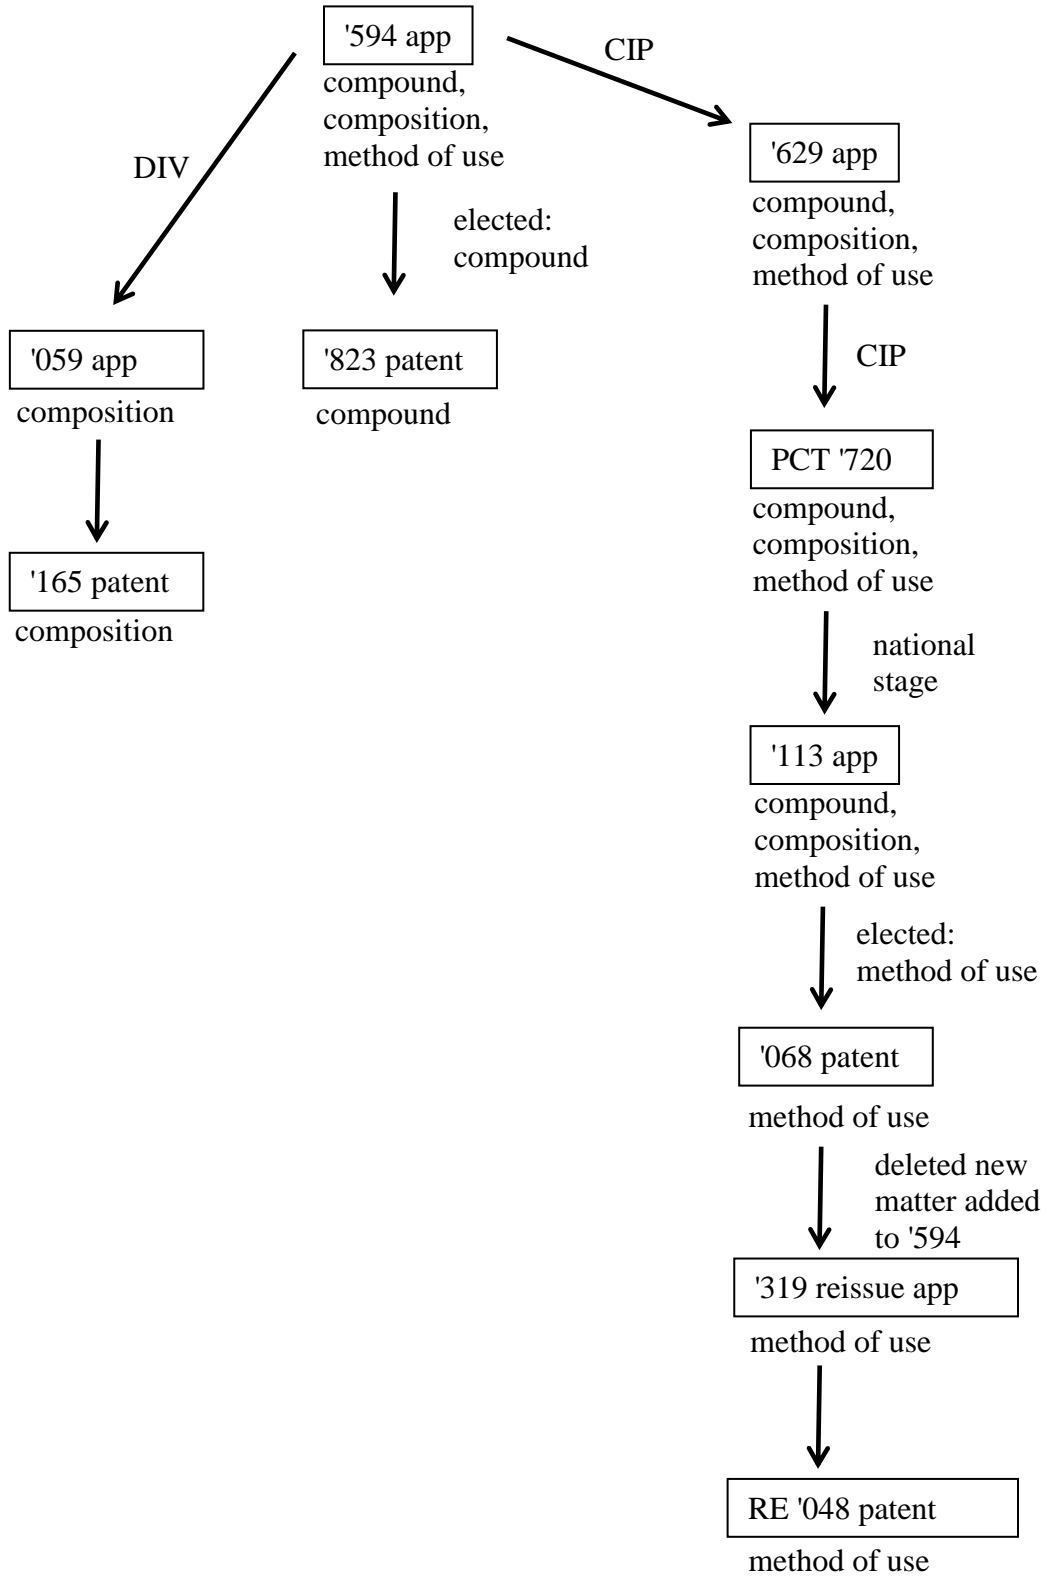 '594 app
compound,
composition,
method of use
CIP
DIV
elected:
compound
'629 app
compound,
composition,
method of use
'059 app
composition
'823 patent
compound
CIP
PCT '720
compound,
composition,
method of use
'165 patent
composition
national
stage
'113 app
compound,
composition,
method of use
elected:
method of use
'068 patent
method of use
deleted new
matter added
to '594
'319 reissue app
method of use
RE '048 patent
method of use